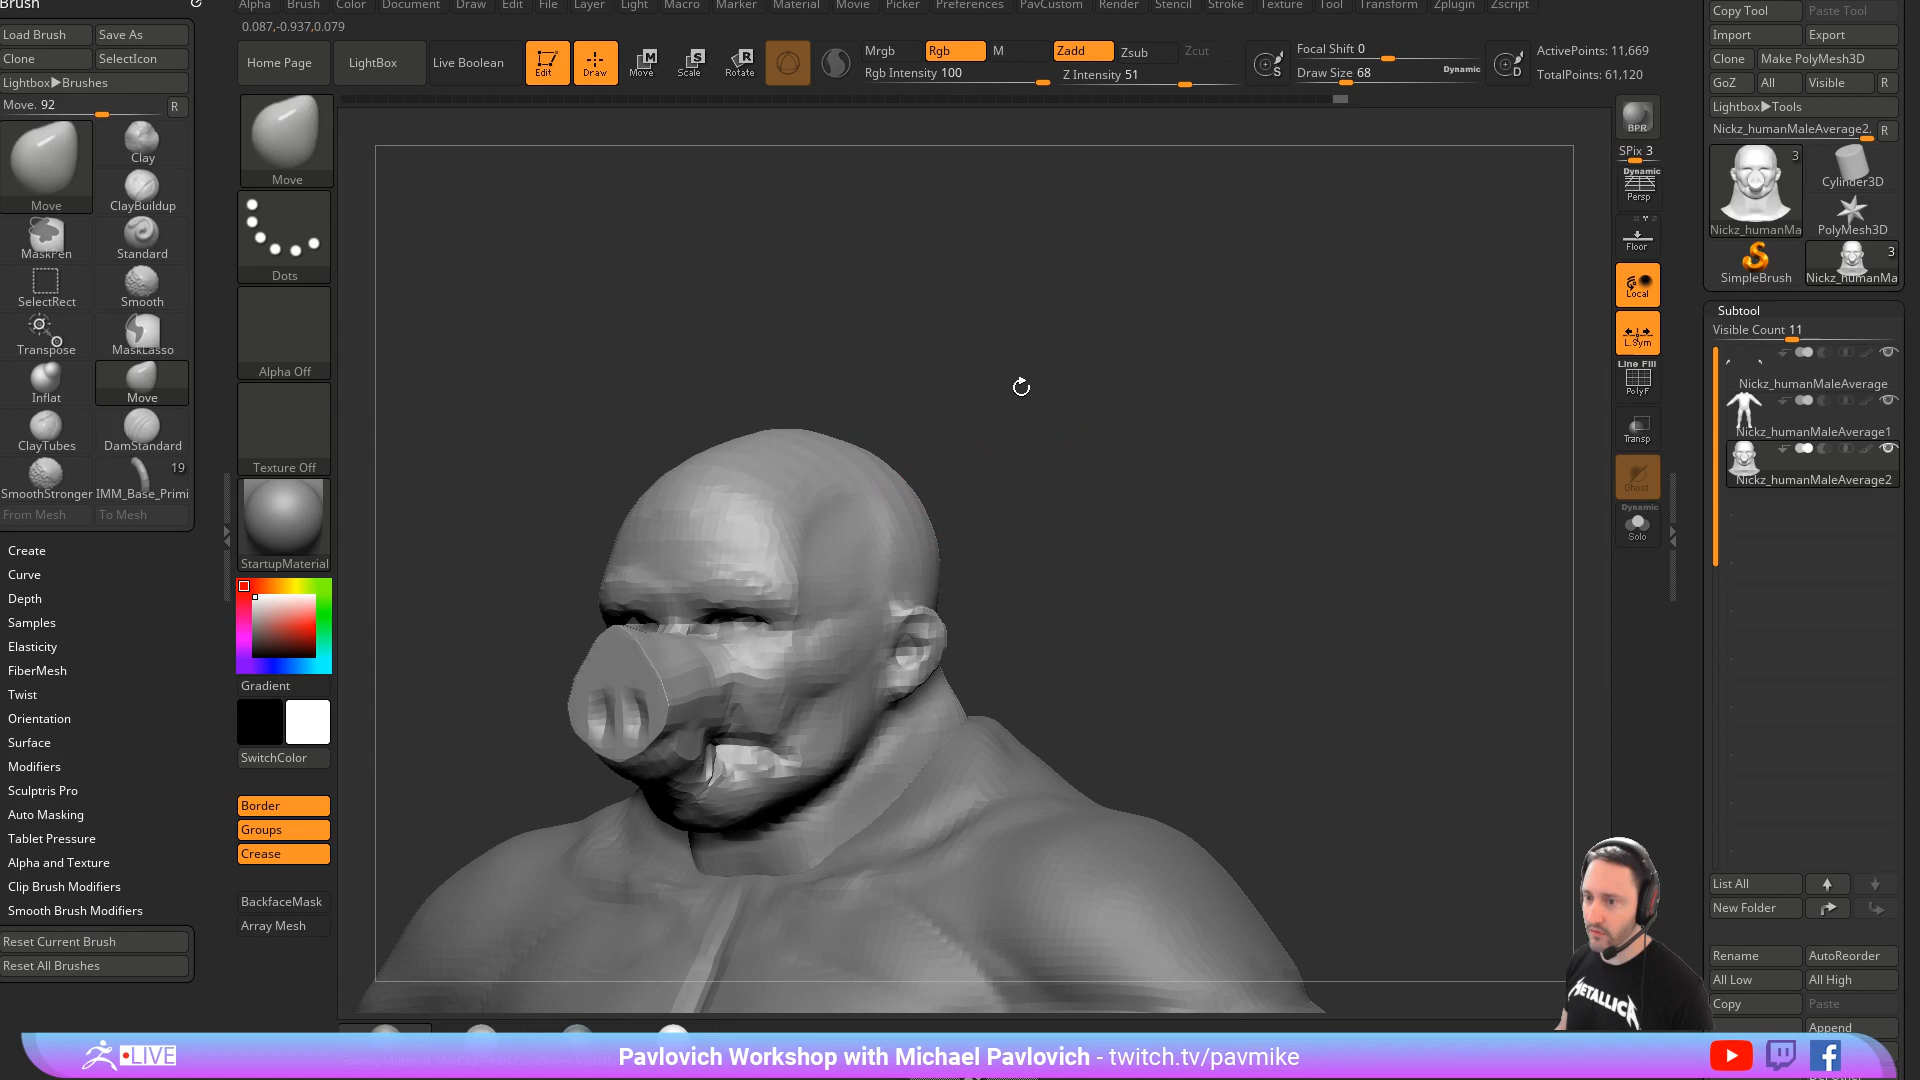 Brush
Load Brush Save As
Clone SelectIcon
Lightbox▶Brushes
Move. 92 R
Move Clay
ClayBuildup
MaskPen Standard
SelectRect Smooth
Transpose MaskLasso
Inflat Move
ClayTubes DamStandard
19
SmoothStronger IMM_Base_Primi
From Mesh To Mesh
Create
Curve
Depth
Samples
Elasticity
FiberMesh
Twist
Orientation
Surface
Modifiers
Sculptris Pro
Auto Masking
Tablet Pressure
Alpha and Texture
Clip Brush Modifiers
Smooth Brush Modifiers
Reset Current Brush
Reset All Brushes
Alpha Brush Color Document Draw Edit File Layer Light Macro Marker Material Movie Picker Preferences PavCustom Render Stencil Stroke Texture Tool Transform Zplugin Zscript
0.087,-0.937,0.079
Home Page LightBox Live Boolean Edit Draw Move Scale Rotate
Mrgb Rgb M Zadd Zsub Zcut
Rgb Intensity 100 Z Intensity 51
S Focal Shift 0
Draw Size 68 Dynamic D
ActivePoints: 11,669
TotalPoints: 61,120
Move
Dots
Alpha Off
Texture Off
StartupMaterial
Gradient
SwitchColor
Border
Groups
Crease
BackfaceMask
Array Mesh
BPR
SPix 3
Dynamic
Persp
Floor
Local
L.Sym
Line Fill
PolyF
Transp
Ghost
Dynamic
Solo
Copy Tool Paste Tool
Import Export
Clone Make PolyMesh3D
GoZ All Visible R
Lightbox▶Tools
Nickz_humanMaleAverage2. R
3
Nickz_humanMa Cylinder3D
PolyMesh3D
SimpleBrush 3 Nickz_humanMa
Subtool
Visible Count 11
Nickz_humanMaleAverage
Nickz_humanMaleAverage1
Nickz_humanMaleAverage2
List All
New Folder
Rename AutoReorder
All Low All High
Copy Paste
Append
METALLICA
LIVE
Pavlovich Workshop with Michael Pavlovich - twitch.tv/pavmike